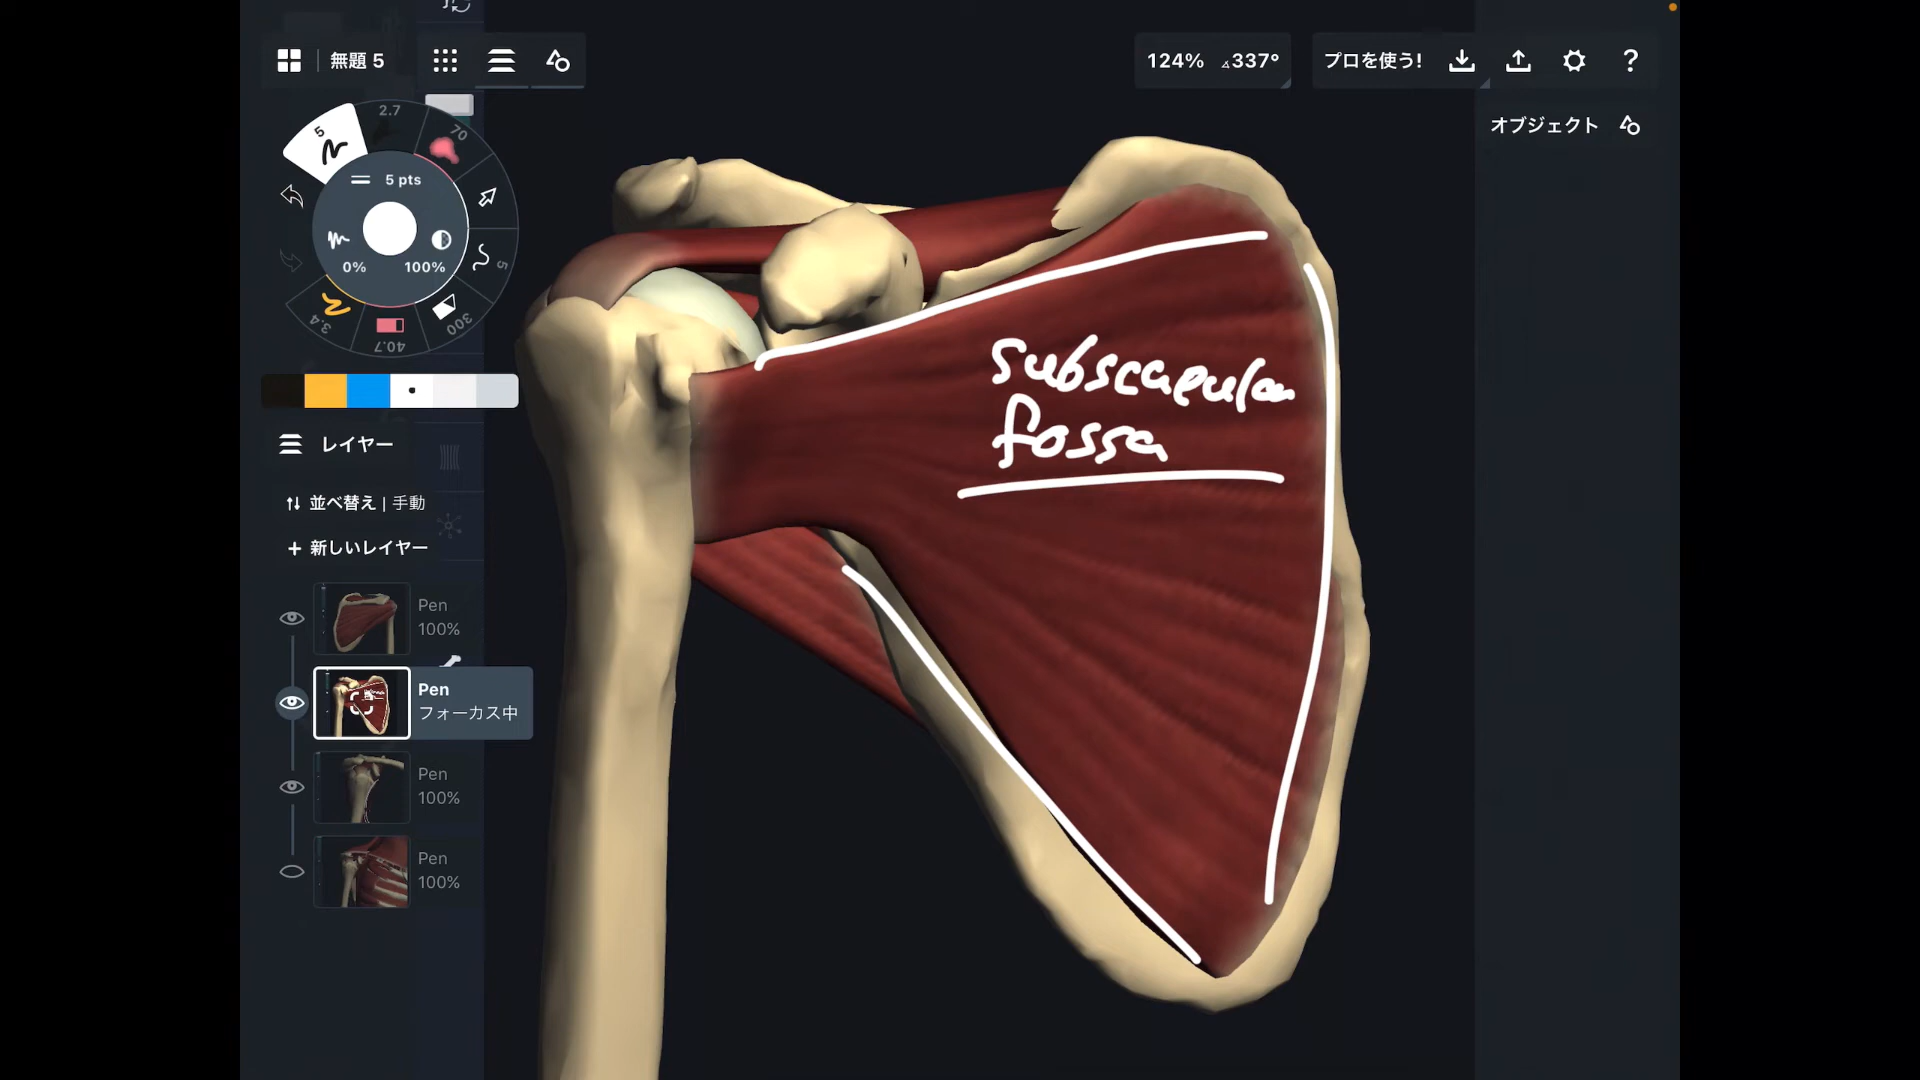 無題 5
124% ⊿337°
プロを使う!
?
オブジェクト
5
2.7
70
5
300
40.7
3.4
5 pts
0%
100%
レイヤー
並べ替え | 手動
+ 新しいレイヤー
Pen
100%
Pen
フォーカス中
Pen
100%
Pen
100%
subscapular
fossa